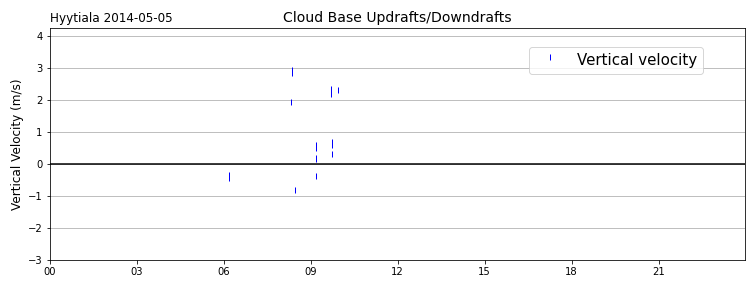 Hyytiala 2014-05-05
Cloud Base Updrafts/Downdrafts
Vertical velocity
Vertical Velocity (m/s)
4
3
2
1
0
−1
−2
−3
00 03 06 09 12 15 18 21